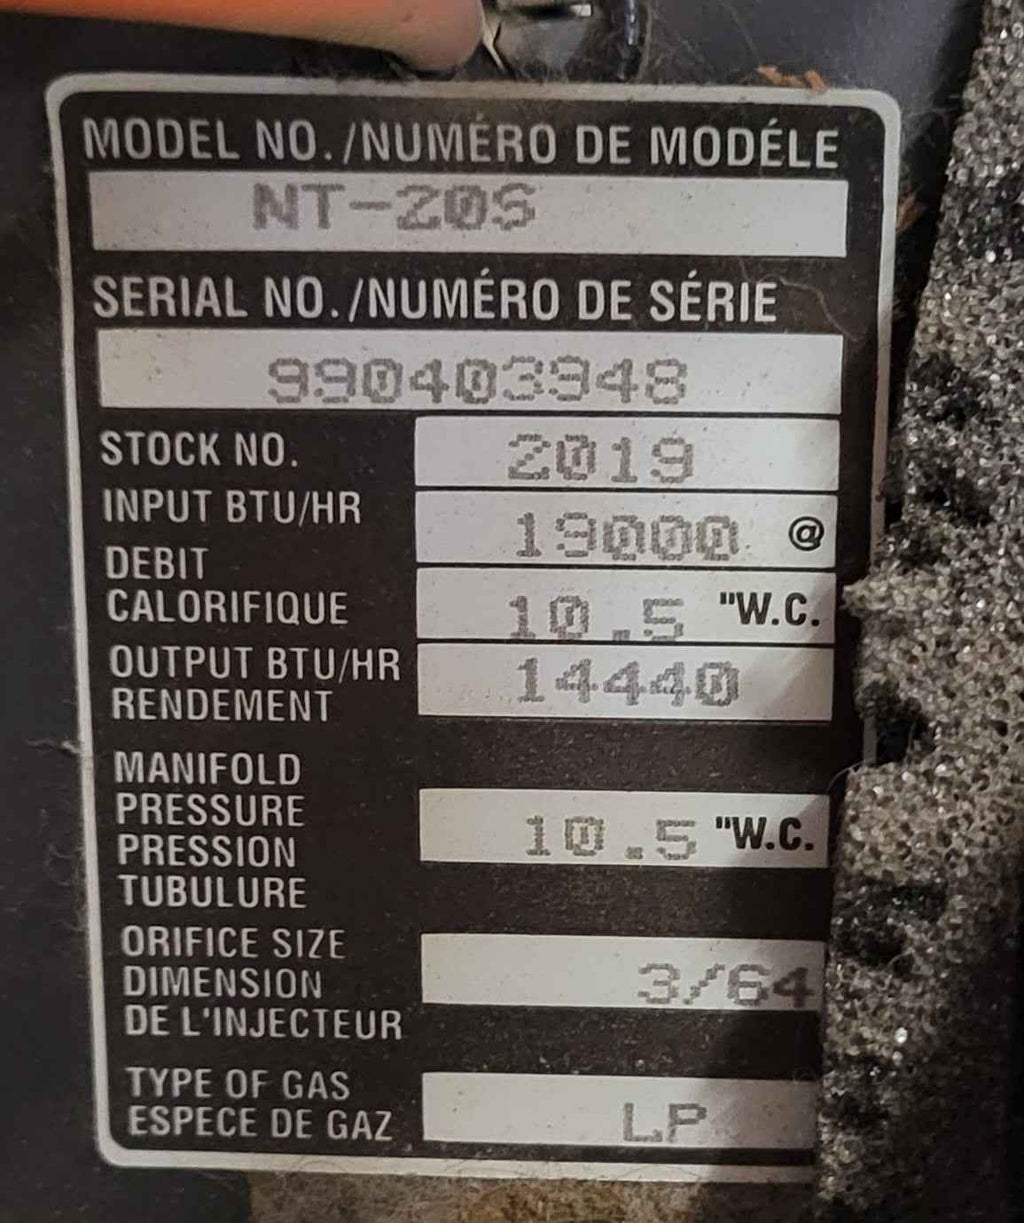 MODEL NO./NUMÉRO DE MODÉLE
NT-20S
SERIAL NO./NUMÉRO DE SÉRIE
990403948
STOCK NO. 2019
INPUT BTU/HR 19000 @
DEBIT
CALORIFIQUE 10.5 "W.C.
OUTPUT BTU/HR 14440
RENDEMENT
MANIFOLD
PRESSURE 10.5 "W.C.
PRESSION
TUBULURE
ORIFICE SIZE
DIMENSION 3/64
DE L'INJECTEUR
TYPE OF GAS
ESPECE DE GAZ LP